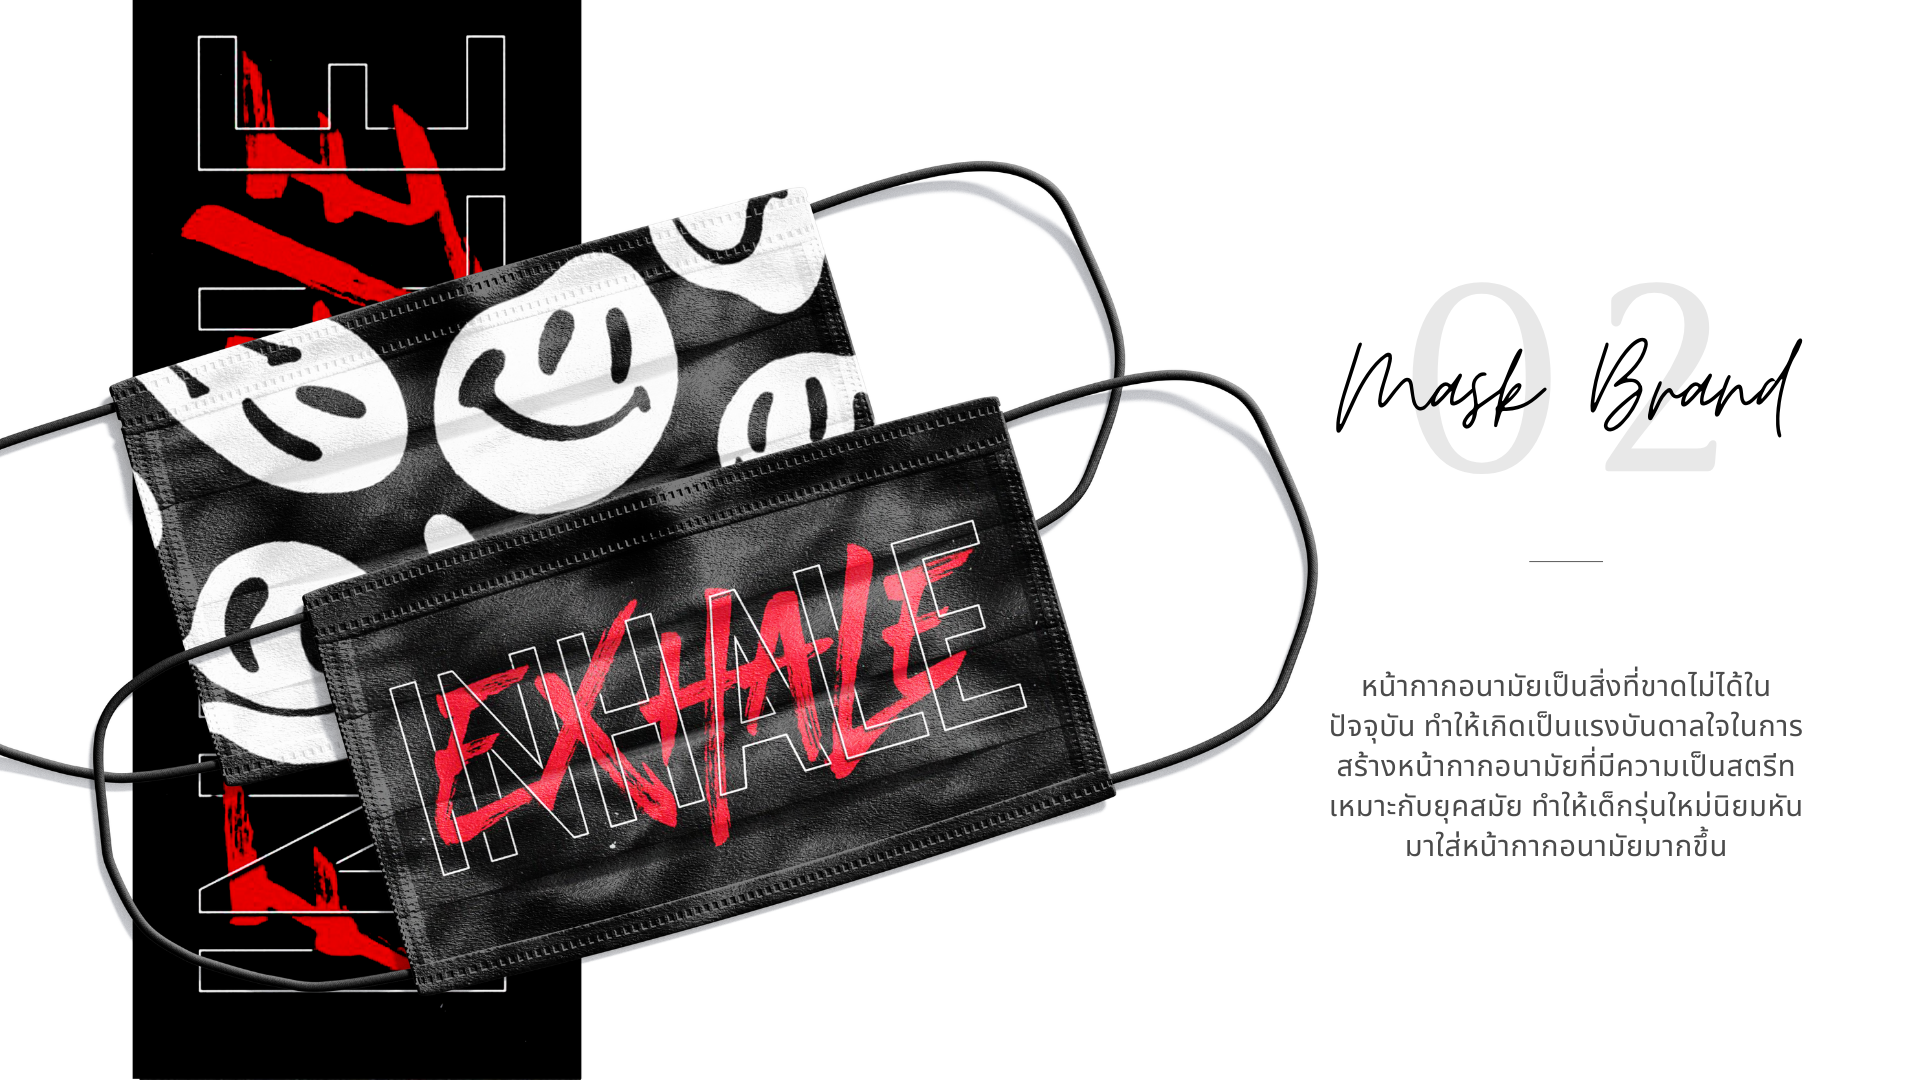 INHALE
EXHALE
INHALE
EXHALE
02
Mask Brand
หน้ากากอนามัยเป็นสิ่งที่ขาดไม่ได้ใน
ปัจจุบัน ทำให้เกิดเป็นแรงบันดาลใจในการ
สร้างหน้ากากอนามัยที่มีความเป็นสตรีท
เหมาะกับยุคสมัย ทำให้เด็กรุ่นใหม่นิยมหัน
มาใส่หน้ากากอนามัยมากขึ้น